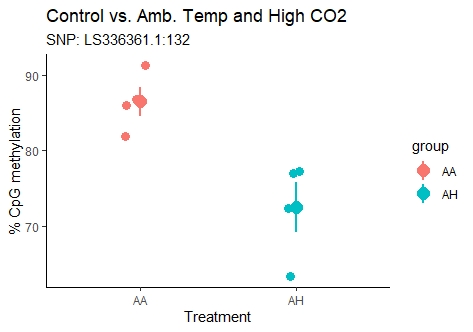 Control vs. Amb. Temp and High CO2
SNP: LS336361.1:132
% CpG methylation
90
80
70
AA
AH
Treatment
group
AA
AH